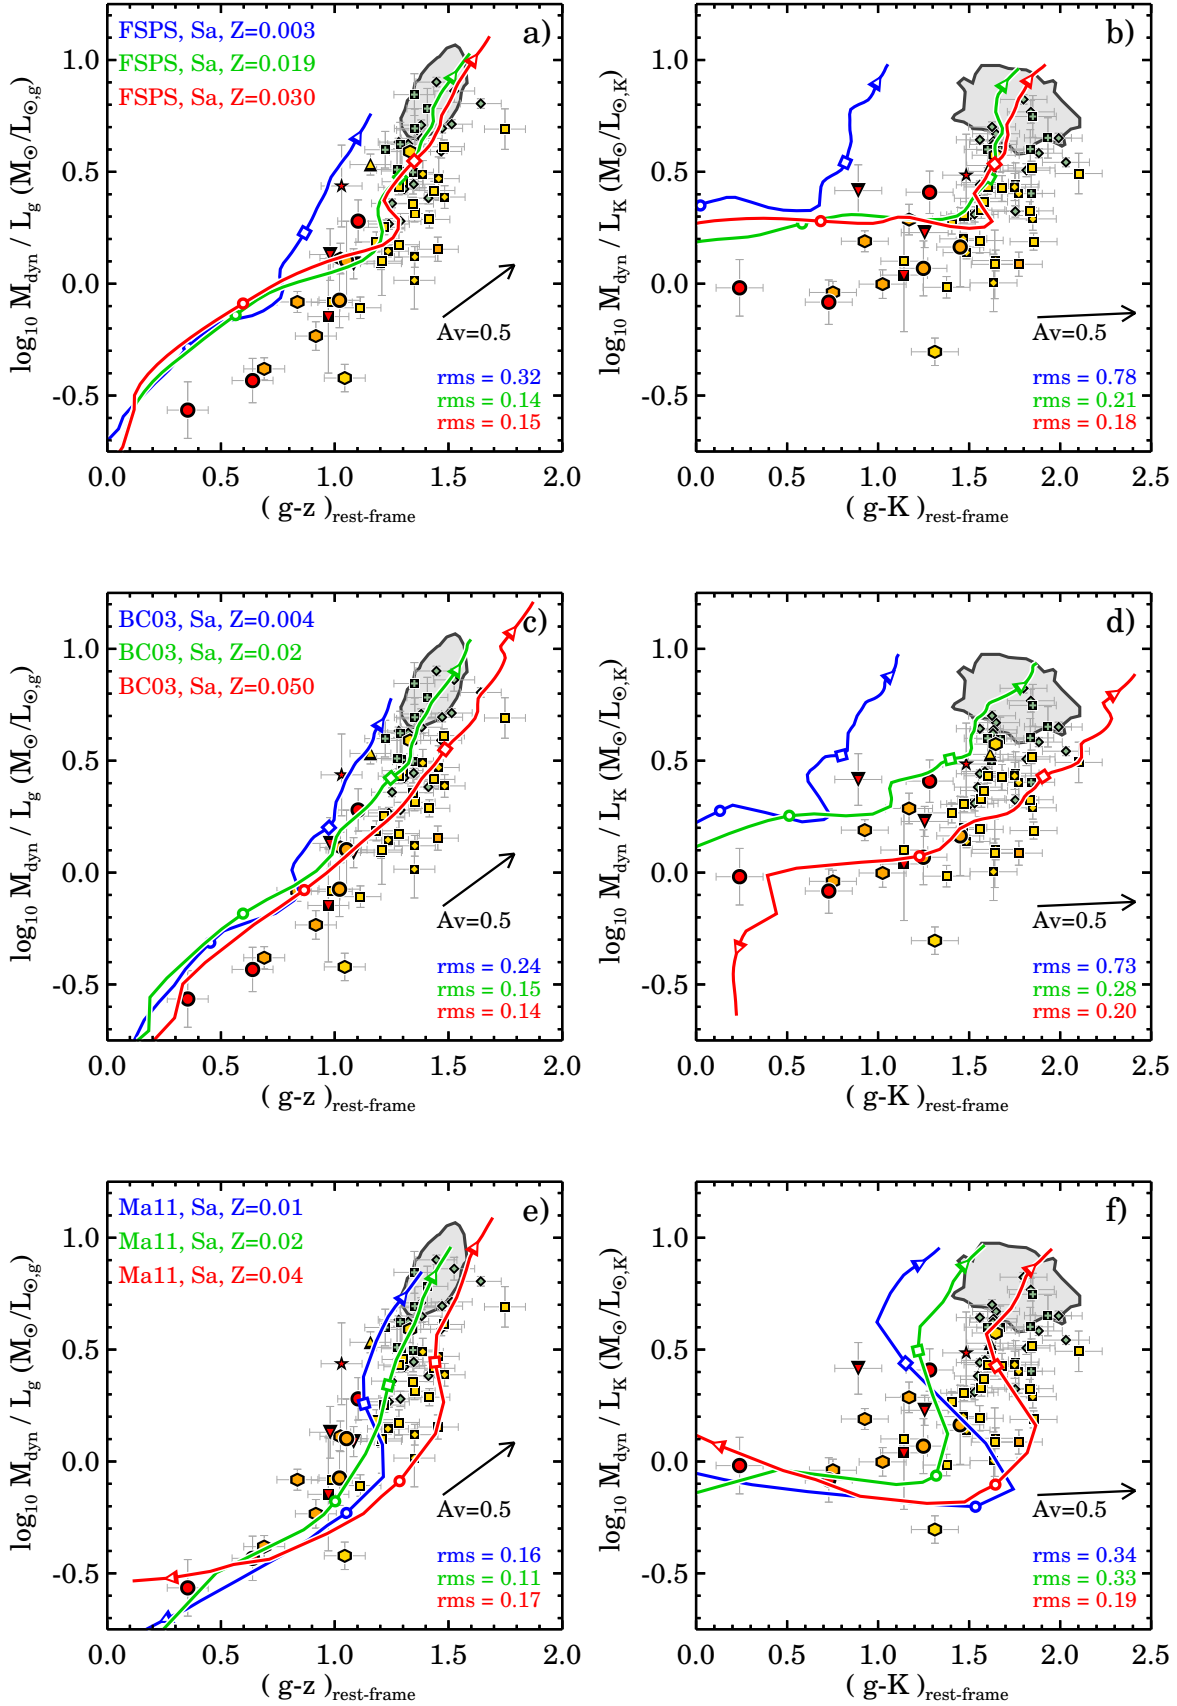 FSPS, Sa, Z=0.003
FSPS, Sa, Z=0.019
FSPS, Sa, Z=0.030
a)
1.0
0.5
0.0
-0.5
log10 Mdyn / Lg (M⊙/L⊙,g)
Av=0.5
rms = 0.32
rms = 0.14
rms = 0.15
0.0 0.5 1.0 1.5 2.0
( g-z )rest-frame
b)
1.0
0.5
0.0
-0.5
log10 Mdyn / LK (M⊙/L⊙,K)
Av=0.5
rms = 0.78
rms = 0.21
rms = 0.18
0.0 0.5 1.0 1.5 2.0 2.5
( g-K )rest-frame
BC03, Sa, Z=0.004
BC03, Sa, Z=0.02
BC03, Sa, Z=0.050
c)
1.0
0.5
0.0
-0.5
log10 Mdyn / Lg (M⊙/L⊙,g)
Av=0.5
rms = 0.24
rms = 0.15
rms = 0.14
0.0 0.5 1.0 1.5 2.0
( g-z )rest-frame
d)
1.0
0.5
0.0
-0.5
log10 Mdyn / LK (M⊙/L⊙,K)
Av=0.5
rms = 0.73
rms = 0.28
rms = 0.20
0.0 0.5 1.0 1.5 2.0 2.5
( g-K )rest-frame
Ma11, Sa, Z=0.01
Ma11, Sa, Z=0.02
Ma11, Sa, Z=0.04
e)
1.0
0.5
0.0
-0.5
log10 Mdyn / Lg (M⊙/L⊙,g)
Av=0.5
rms = 0.16
rms = 0.11
rms = 0.17
0.0 0.5 1.0 1.5 2.0
( g-z )rest-frame
f)
1.0
0.5
0.0
-0.5
log10 Mdyn / LK (M⊙/L⊙,K)
Av=0.5
rms = 0.34
rms = 0.33
rms = 0.19
0.0 0.5 1.0 1.5 2.0 2.5
( g-K )rest-frame